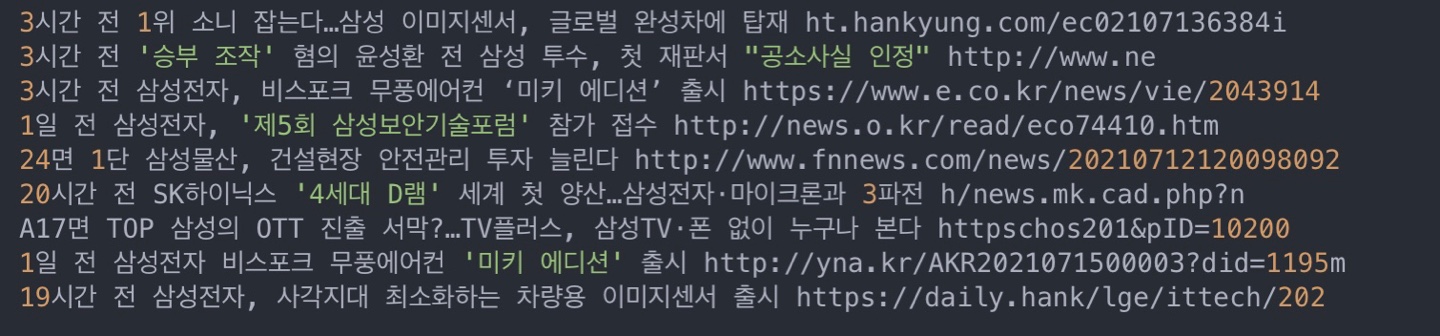 3시간 전 1위 소니 잡는다…삼성 이미지센서, 글로벌 완성차에 탑재 ht.hankyung.com/ec02107136384i
3시간 전 '승부 조작' 혐의 윤성환 전 삼성 투수, 첫 재판서 "공소사실 인정" http://www.ne
3시간 전 삼성전자, 비스포크 무풍에어컨 ‘미키 에디션’ 출시 https://www.e.co.kr/news/vie/2043914
1일 전 삼성전자, '제5회 삼성보안기술포럼' 참가 접수 http://news.o.kr/read/eco74410.htm
24면 1단 삼성물산, 건설현장 안전관리 투자 늘린다 http://www.fnnews.com/news/20210712120098092
20시간 전 SK하이닉스 '4세대 D램' 세계 첫 양산…삼성전자·마이크론과 3파전 h/news.mk.cad.php?n
A17면 TOP 삼성의 OTT 진출 서막?…TV플러스, 삼성TV·폰 없이 누구나 본다 httpschos201&pID=10200
1일 전 삼성전자 비스포크 무풍에어컨 '미키 에디션' 출시 http://yna.kr/AKR2021071500003?did=1195m
19시간 전 삼성전자, 사각지대 최소화하는 차량용 이미지센서 출시 https://daily.hank/lge/ittech/202